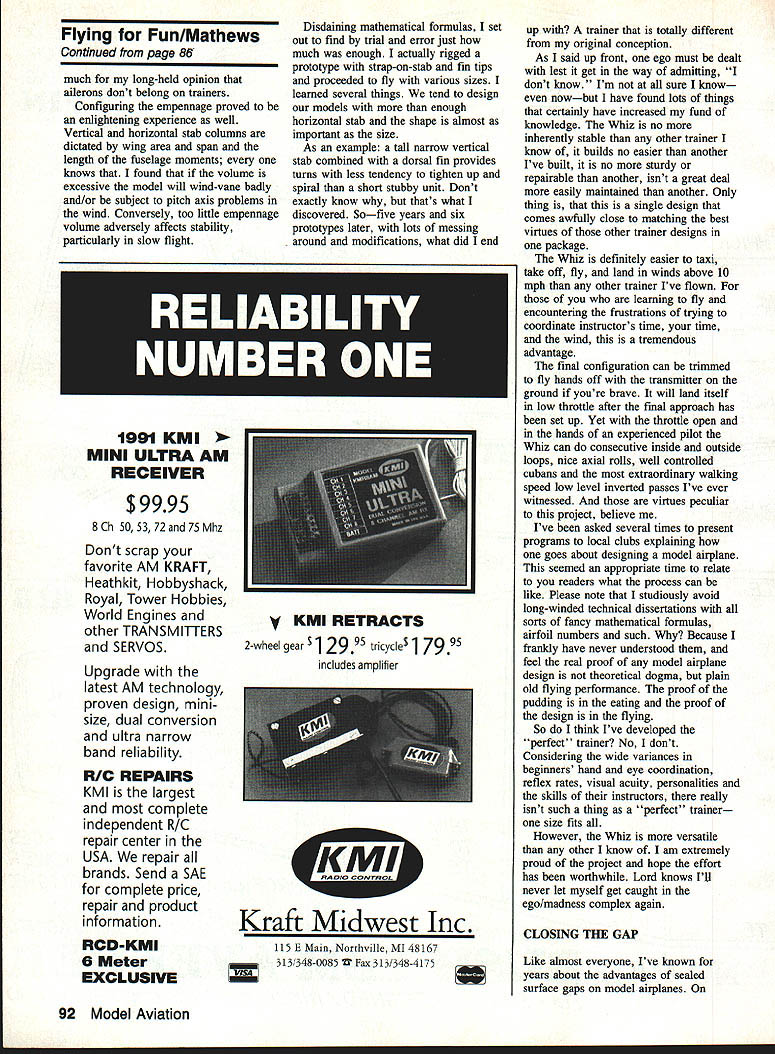 Flying for Fun/Mathews
Continued from page 86
much for my long-held opinion that
ailerons don't belong on trainers.
Configuring the empennage proved to be
an enlightening experience as well.
Vertical and horizontal stab columns are
dictated by wing area and span and the
length of the fuselage moments; every one
knows that. I found that if the volume is
excessive the model will wind-vane badly
and/or be subject to pitch axis problems in
the wind. Conversely, too little empennage
volume adversely affects stability,
particularly in slow flight.
Disdaining mathematical formulas, I set
out to find by trial and error just how
much was enough. I actually rigged a
prototype with strap-on-stab and fin tips
and proceeded to fly with various sizes. I
learned several things. We tend to design
our models with more than enough
horizontal stab and the shape is almost as
important as the size.
As an example: a tall narrow vertical
stab combined with a dorsal fin provides
turns with less tendency to tighten up and
spiral than a short stubby unit. Don't
exactly know why, but that's what I
discovered. So—five years and six
prototypes later, with lots of messing
around and modifications, what did I end
up with? A trainer that is totally different
from my original conception.
As I said up front, one ego must be dealt
with lest it get in the way of admitting, "I
don't know." I'm not at all sure I know—
even now—but I have found lots of things
that certainly have increased my fund of
knowledge. The Whiz is no more
inherently stable than any other trainer I
know of, it builds no easier than another
I've built, it is no more sturdy or
repairable than another, isn't a great deal
more easily maintained than another. Only
thing is, that this is a single design that
comes awfully close to matching the best
virtues of those other trainer designs in
one package.
The Whiz is definitely easier to taxi,
take off, fly, and land in winds above 10
mph than any other trainer I've flown. For
those of you who are learning to fly and
encountering the frustrations of trying to
coordinate instructor's time, your time,
and the wind, this is a tremendous
advantage.
The final configuration can be trimmed
to fly hands off with the transmitter on the
ground if you're brave. It will land itself
in low throttle after the final approach has
been set up. Yet with the throttle open and
in the hands of an experienced pilot the
Whiz can do consecutive inside and outside
loops, nice axial rolls, well controlled
cubans and the most extraordinary walking
speed low level inverted passes I've ever
witnessed. And those are virtues peculiar
to this project, believe me.
I've been asked several times to present
programs to local clubs explaining how
one goes about designing a model airplane.
This seemed an appropriate time to relate
to you readers what the process can be
like. Please note that I studiously avoid
long-winded technical dissertations with all
sorts of fancy mathematical formulas,
airfoil numbers and such. Why? Because I
frankly have never understood them, and
feel the real proof of any model airplane
design is not theoretical dogma, but plain
old flying performance. The proof of the
pudding is in the eating and the proof of
the design is in the flying.
So do I think I've developed the
"perfect" trainer? No, I don't.
Considering the wide variances in
beginners' hand and eye coordination,
reflex rates, visual acuity, personalities and
the skills of their instructors, there really
isn't such a thing as a "perfect" trainer—
one size fits all.
However, the Whiz is more versatile
than any other I know of. I am extremely
proud of the project and hope the effort
has been worthwhile. Lord knows I'll
never let myself get caught in the
ego/madness complex again.
CLOSING THE GAP
Like almost everyone, I've known for
years about the advantages of sealed
surface gaps on model airplanes. On
RELIABILITY
NUMBER ONE
1991 KMI ➤
MINI ULTRA AM
RECEIVER
$99.95
8 Ch 50, 53, 72 and 75 Mhz
Don't scrap your
favorite AM KRAFT,
Heathkit, Hobbyshack,
Royal, Tower Hobbies,
World Engines and
other TRANSMITTERS
and SERVOS.
Upgrade with the
latest AM technology,
proven design, mini-
size, dual conversion
and ultra narrow
band reliability.
R/C REPAIRS
KMI is the largest
and most complete
independent R/C
repair center in the
USA. We repair all
brands. Send a SAE
for complete price,
repair and product
information.
RCD-KMI
6 Meter
EXCLUSIVE
MODEL KMI
CH 1
CH 2
BATT
MINI
ULTRA
DUAL CONVERSION
8 CHANNEL AM RX
MADE IN THE U.S.A.
KMI RETRACTS
2-wheel gear $129.95 tricycle $179.95
includes amplifier
KMI
KMI
KMI
RADIO CONTROL
Kraft Midwest Inc.
115 E Main, Northville, MI 48167
313/348-0085 ☎ Fax 313/348-4175
VISA
MasterCard
92 Model Aviation